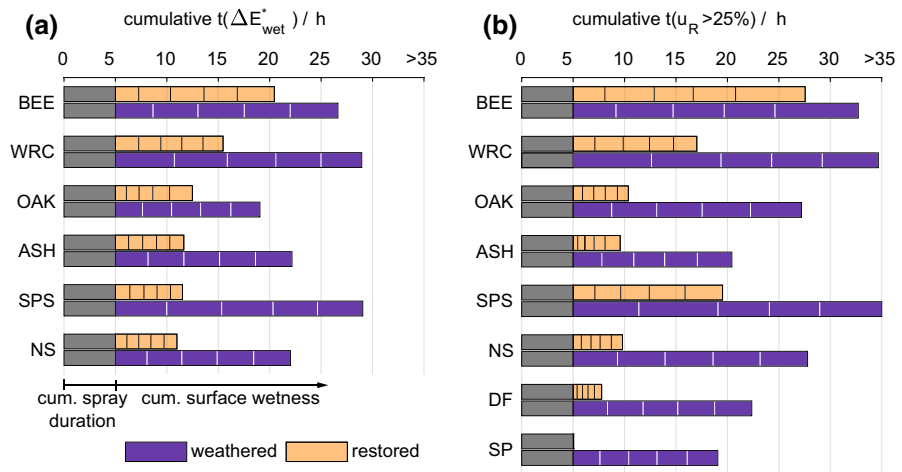 (a)
cumulative t(ΔE*wet) / h
0 5 10 15 20 25 30 >35
BEE
WRC
OAK
ASH
SPS
NS
cum. spray duration
cum. surface wetness
(b)
cumulative t(uR >25%) / h
0 5 10 15 20 25 30 >35
BEE
WRC
OAK
ASH
SPS
NS
DF
SP
weathered restored